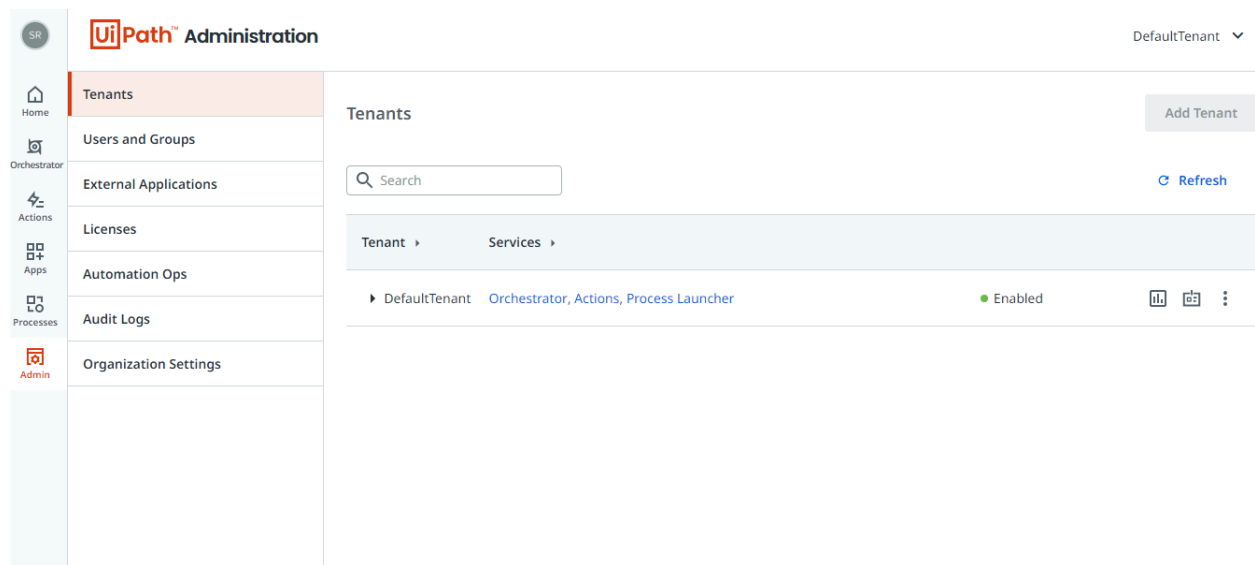 SR
UiPath™ Administration
DefaultTenant
Home
Orchestrator
Actions
Apps
Processes
Admin
Tenants
Users and Groups
External Applications
Licenses
Automation Ops
Audit Logs
Organization Settings
Tenants
Add Tenant
Search
Refresh
Tenant Services
DefaultTenant Orchestrator, Actions, Process Launcher Enabled